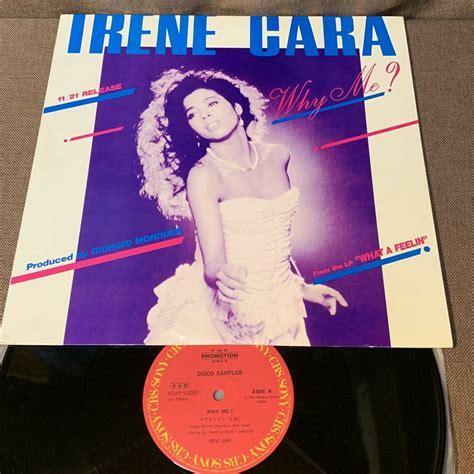 IRENE CARA
11/21 RELEASE
Why Me?
Produced by GIORGIO MORODER
From the LP "WHAT A FEELIN'"
CBS/SONY
FOR
PROMOTION
ONLY
DISCO SAMPLER
SIDE A
WHY ME?
IRENE CARA